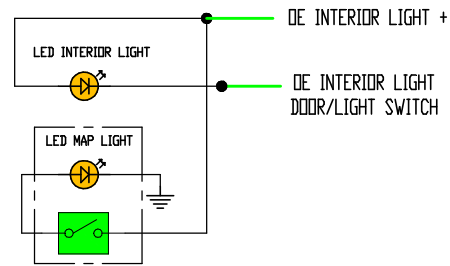 OE INTERIOR LIGHT +
LED INTERIOR LIGHT
OE INTERIOR LIGHT
DOOR/LIGHT SWITCH
LED MAP LIGHT